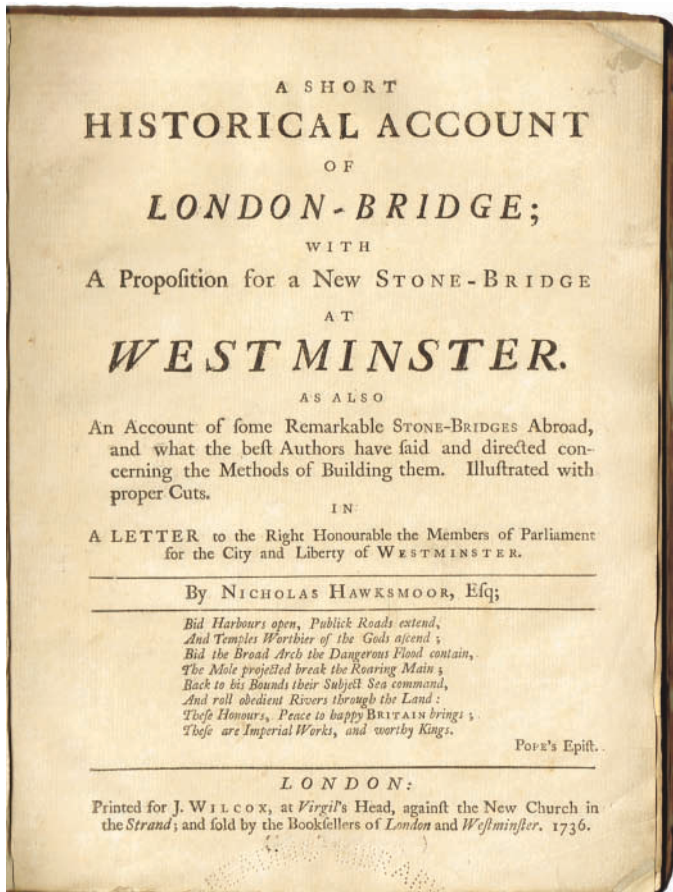 A SHORT
HISTORICAL ACCOUNT
OF
LONDON-BRIDGE;
WITH
A Propoſition for a New STONE-BRIDGE
AT
WESTMINSTER.
AS ALSO
An Account of ſome Remarkable STONE-BRIDGES Abroad,
and what the beſt Authors have ſaid and directed con-
cerning the Methods of Building them. Illuſtrated with
proper Cuts.
IN
A LETTER to the Right Honourable the Members of Parliament
for the City and Liberty of WESTMINSTER.
By NICHOLAS HAWKSMOOR, Eſq;
Bid Harbours open, Publick Roads extend,
And Temples Worthier of the Gods aſcend ;
Bid the Broad Arch the Dangerous Flood contain,
The Mole projected break the Roaring Main ;
Back to his Bounds their Subject Sea command,
And roll obedient Rivers through the Land :
Theſe Honours, Peace to happy BRITAIN brings ;
Theſe are Imperial Works, and worthy Kings.
POPE's Epiſt.
LONDON:
Printed for J. WILCOX, at Virgil's Head, againſt the New Church in
the Strand; and ſold by the Bookſellers of London and Weſtminſter. 1736.